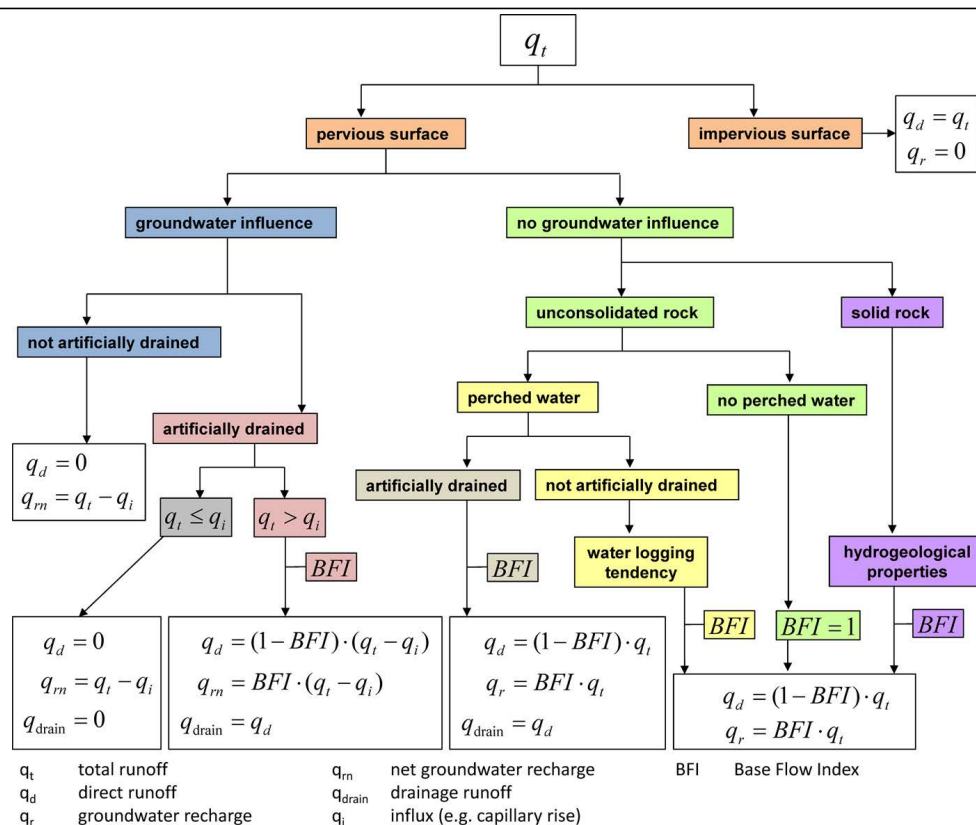 q_t
pervious surface
impervious surface
q_d = q_t
q_r = 0
groundwater influence
no groundwater influence
unconsolidated rock
solid rock
not artificially drained
perched water
no perched water
artificially drained
q_d = 0
q_rn = q_t − q_i
artificially drained
not artificially drained
q_t ≤ q_i
q_t > q_i
water logging
tendency
hydrogeological
properties
BFI
BFI
BFI
BFI = 1
BFI
q_d = 0
q_rn = q_t − q_i
q_drain = 0
q_d = (1 − BFI) · (q_t − q_i)
q_rn = BFI · (q_t − q_i)
q_drain = q_d
q_d = (1 − BFI) · q_t
q_r = BFI · q_t
q_drain = q_d
q_d = (1 − BFI) · q_t
q_r = BFI · q_t
q_t total runoff q_rn net groundwater recharge BFI Base Flow Index
q_d direct runoff q_drain drainage runoff
q_r groundwater recharge q_i influx (e.g. capillary rise)